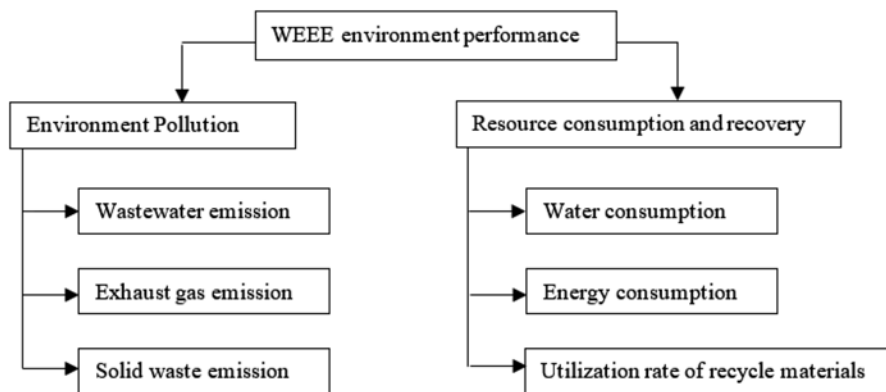 WEEE environment performance
Environment Pollution
Resource consumption and recovery
Wastewater emission
Water consumption
Exhaust gas emission
Energy consumption
Solid waste emission
Utilization rate of recycle materials